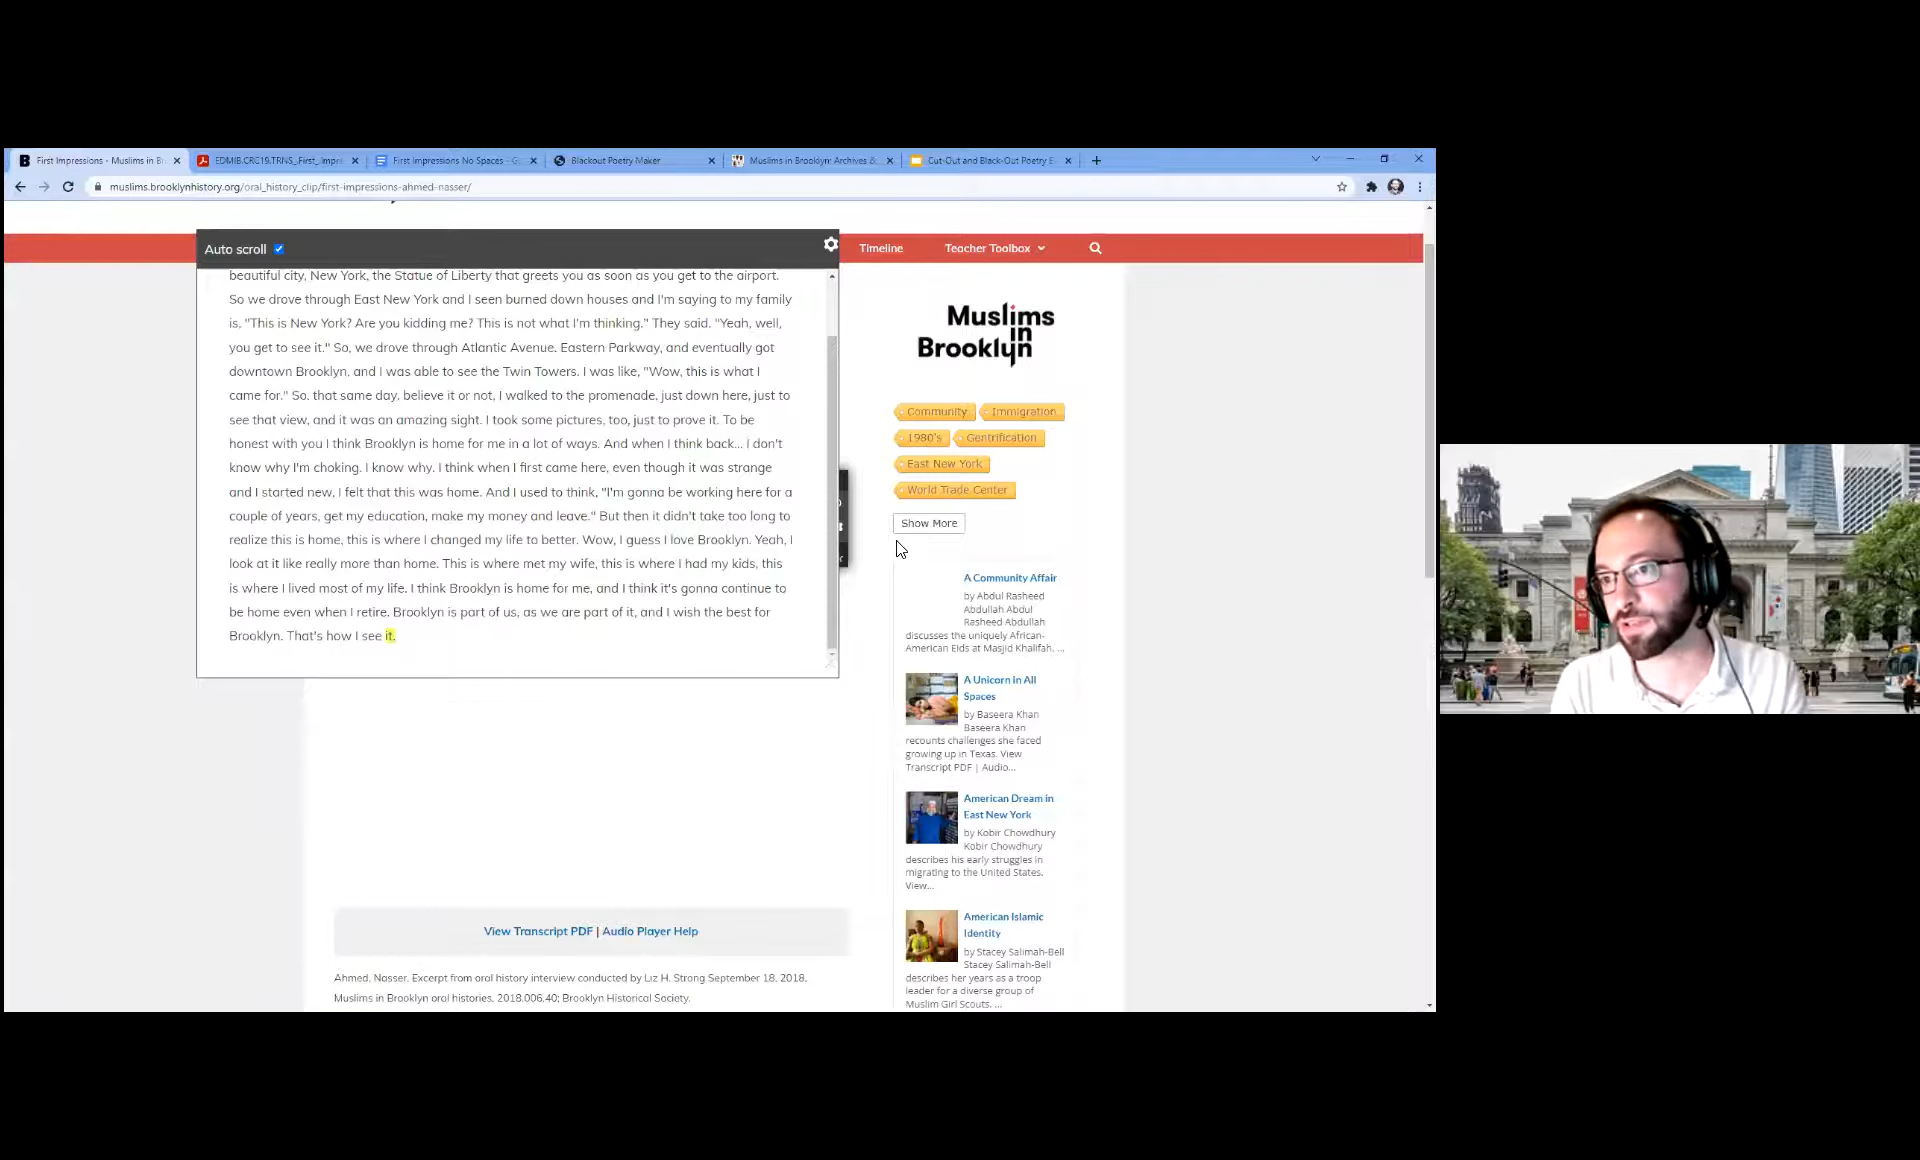 First Impressions - Muslims in B
EDMIB.CRC19.TRNS_First_Impre
First Impressions No Spaces - G
Blackout Poetry Maker
Muslims in Brooklyn: Archives &
Cut-Out and Black-Out Poetry E
muslims.brooklynhistory.org/oral_history_clip/first-impressions-ahmed-nasser/
Auto scroll
Timeline
Teacher Toolbox
beautiful city, New York, the Statue of Liberty that greets you as soon as you get to the airport.
So we drove through East New York and I seen burned down houses and I'm saying to my family
is, "This is New York? Are you kidding me? This is not what I'm thinking." They said. "Yeah, well,
you get to see it." So, we drove through Atlantic Avenue. Eastern Parkway, and eventually got
downtown Brooklyn, and I was able to see the Twin Towers. I was like, "Wow, this is what I
came for." So, that same day, believe it or not, I walked to the promenade, just down here, just to
see that view, and it was an amazing sight. I took some pictures, too, just to prove it. To be
honest with you I think Brooklyn is home for me in a lot of ways. And when I think back... I don't
know why I'm choking. I know why. I think when I first came here, even though it was strange
and I started new, I felt that this was home. And I used to think, "I'm gonna be working here for a
couple of years, get my education, make my money and leave." But then it didn't take too long to
realize this is home, this is where I changed my life to better. Wow, I guess I love Brooklyn. Yeah, I
look at it like really more than home. This is where met my wife, this is where I had my kids, this
is where I lived most of my life. I think Brooklyn is home for me, and I think it's gonna continue to
be home even when I retire. Brooklyn is part of us, as we are part of it, and I wish the best for
Brooklyn. That's how I see it.
View Transcript PDF | Audio Player Help
Ahmed, Nasser, Excerpt from oral history interview conducted by Liz H. Strong September 18, 2018,
Muslims in Brooklyn oral histories, 2018.006.40; Brooklyn Historical Society.
Muslims
in
Brooklyn
Community
Immigration
1980's
Gentrification
East New York
World Trade Center
Show More
A Community Affair
by Abdul Rasheed
Abdullah Abdul
Rasheed Abdullah
discusses the uniquely African-
American Eids at Masjid Khalifah. ...
A Unicorn in All
Spaces
by Baseera Khan
Baseera Khan
recounts challenges she faced
growing up in Texas. View
Transcript PDF | Audio...
American Dream in
East New York
by Kobir Chowdhury
Kobir Chowdhury
describes his early struggles in
migrating to the United States.
View...
American Islamic
Identity
by Stacey Salimah-Bell
Stacey Salimah-Bell
describes her years as a troop
leader for a diverse group of
Muslim Girl Scouts. ...